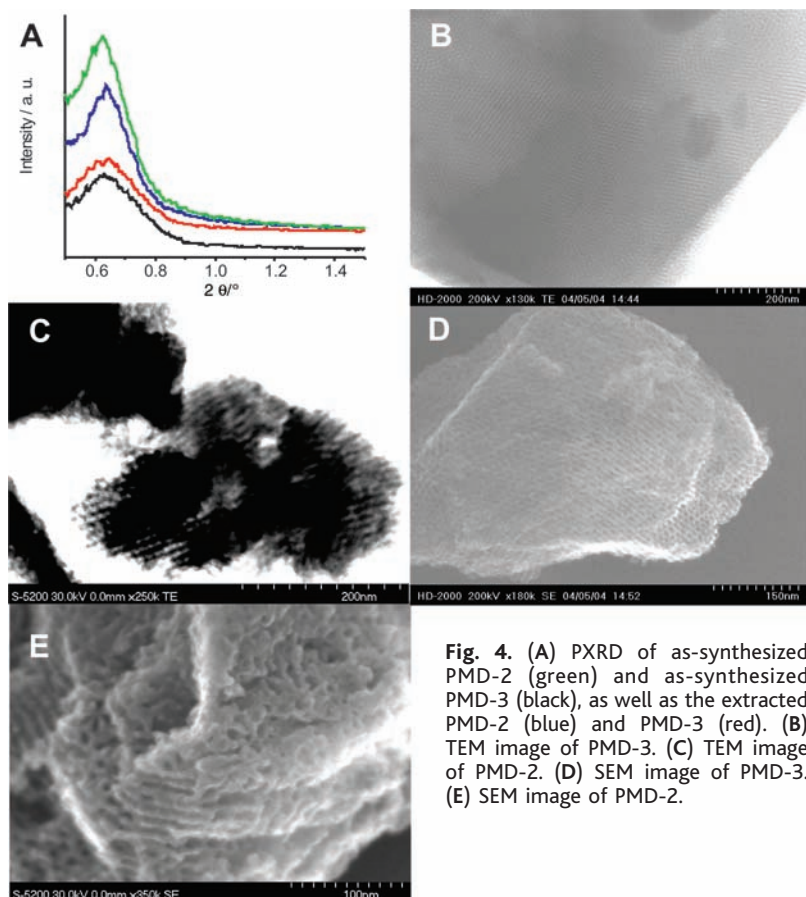 A
Intensity / a. u.
0.6 0.8 1.0 1.2 1.4
2 θ/°
B
HD-2000 200kV x130k TE 04/05/04 14:44 200nm
C
S-5200 30.0kV 0.0mm x250k TE 200nm
D
HD-2000 200kV x180k SE 04/05/04 14:52 150nm
E
S-5200 30.0kV 0.0mm x350k SE 100nm
Fig. 4. (A) PXRD of as-synthesized
PMD-2 (green) and as-synthesized
PMD-3 (black), as well as the extracted
PMD-2 (blue) and PMD-3 (red). (B)
TEM image of PMD-3. (C) TEM image
of PMD-2. (D) SEM image of PMD-3.
(E) SEM image of PMD-2.